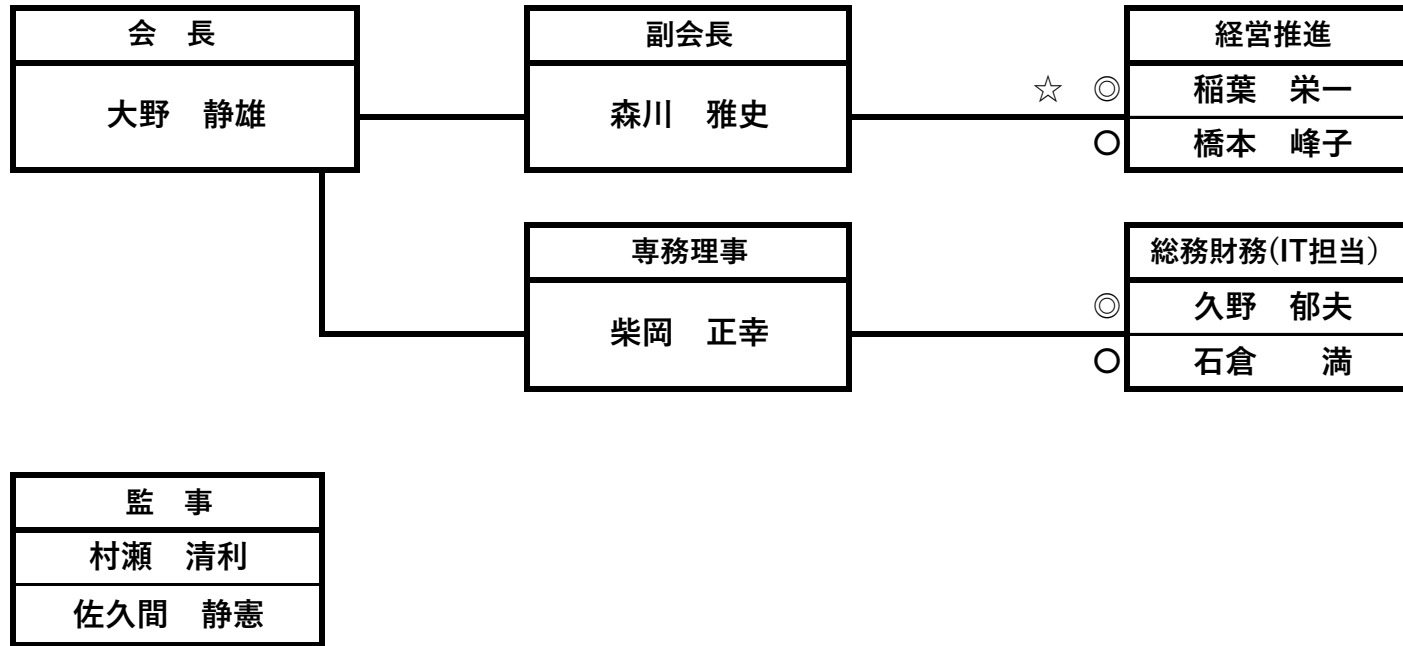 会　長
大野　静雄
副会長
森川　雅史
経営推進
☆　◎　稲葉　栄一
〇　橋本　峰子
専務理事
柴岡　正幸
総務財務(IT担当）
◎　久野　郁夫
〇　石倉　　満
監　事
村瀬　清利
佐久間　静憲